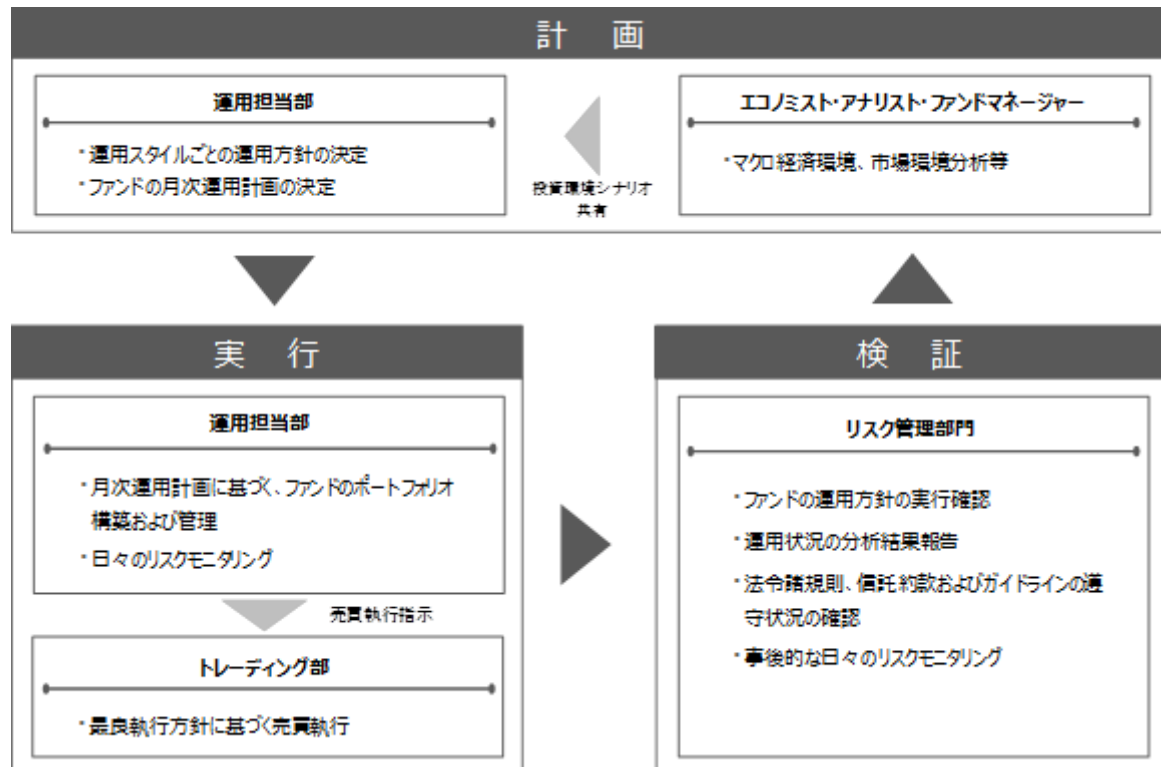 計 画
運用担当部
・運用スタイルごとの運用方針の決定
・ファンドの月次運用計画の決定
投資環境シナリオ
共有
エコノミスト・アナリスト・ファンドマネージャー
・マクロ経済環境、市場環境分析等
実 行
運用担当部
・月次運用計画に基づく、ファンドのポートフォリオ
構築および管理
・日々のリスクモニタリング
売買執行指示
トレーディング部
・最良執行方針に基づく売買執行
検 証
リスク管理部門
・ファンドの運用方針の実行確認
・運用状況の分析結果報告
・法令諸規則、信託約款およびガイドラインの遵
守状況の確認
・事後的な日々のリスクモニタリング